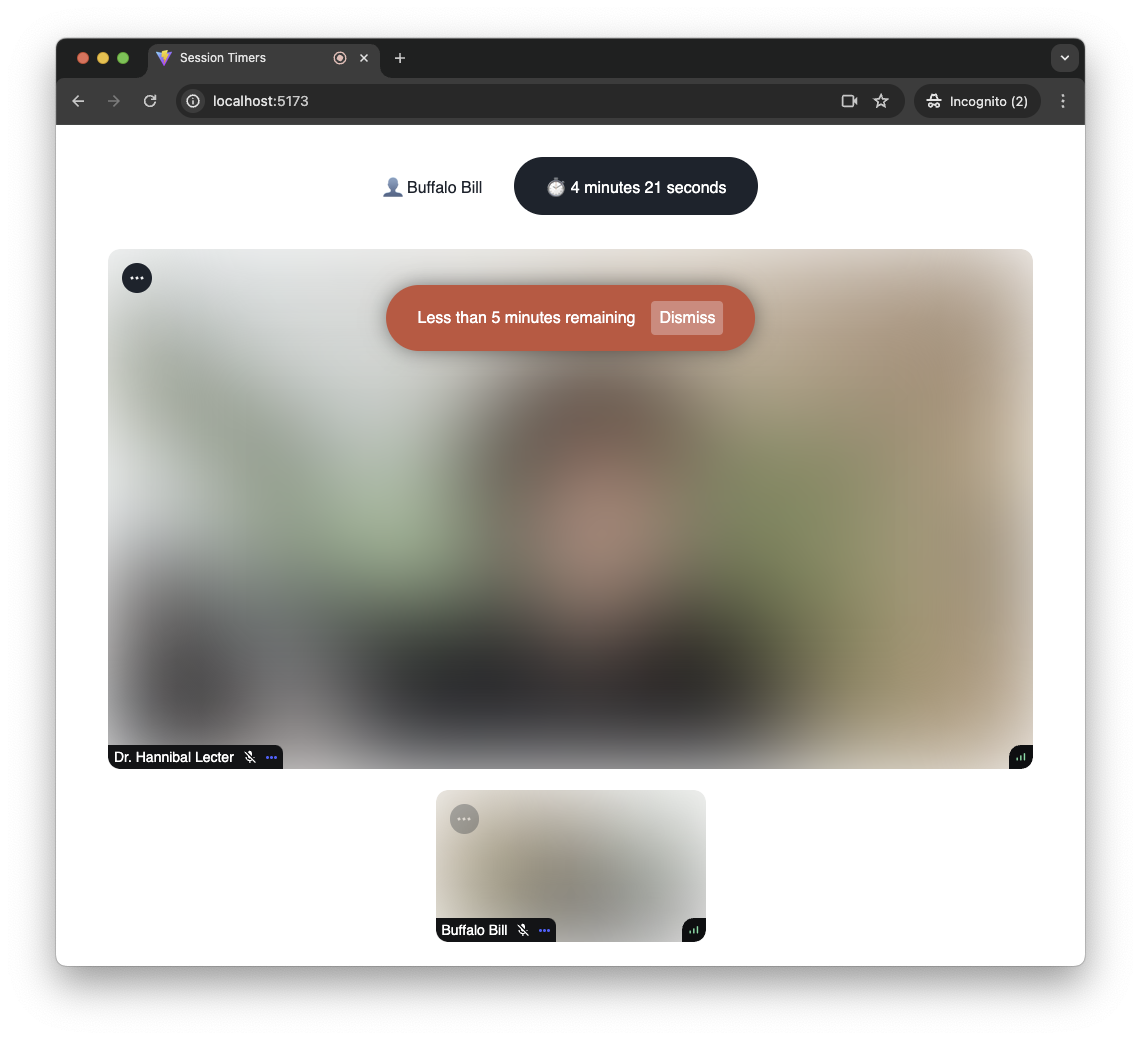 Session Timers
localhost:5173
Incognito (2)
Buffalo Bill
4 minutes 21 seconds
Less than 5 minutes remaining
Dismiss
Dr. Hannibal Lecter
Buffalo Bill